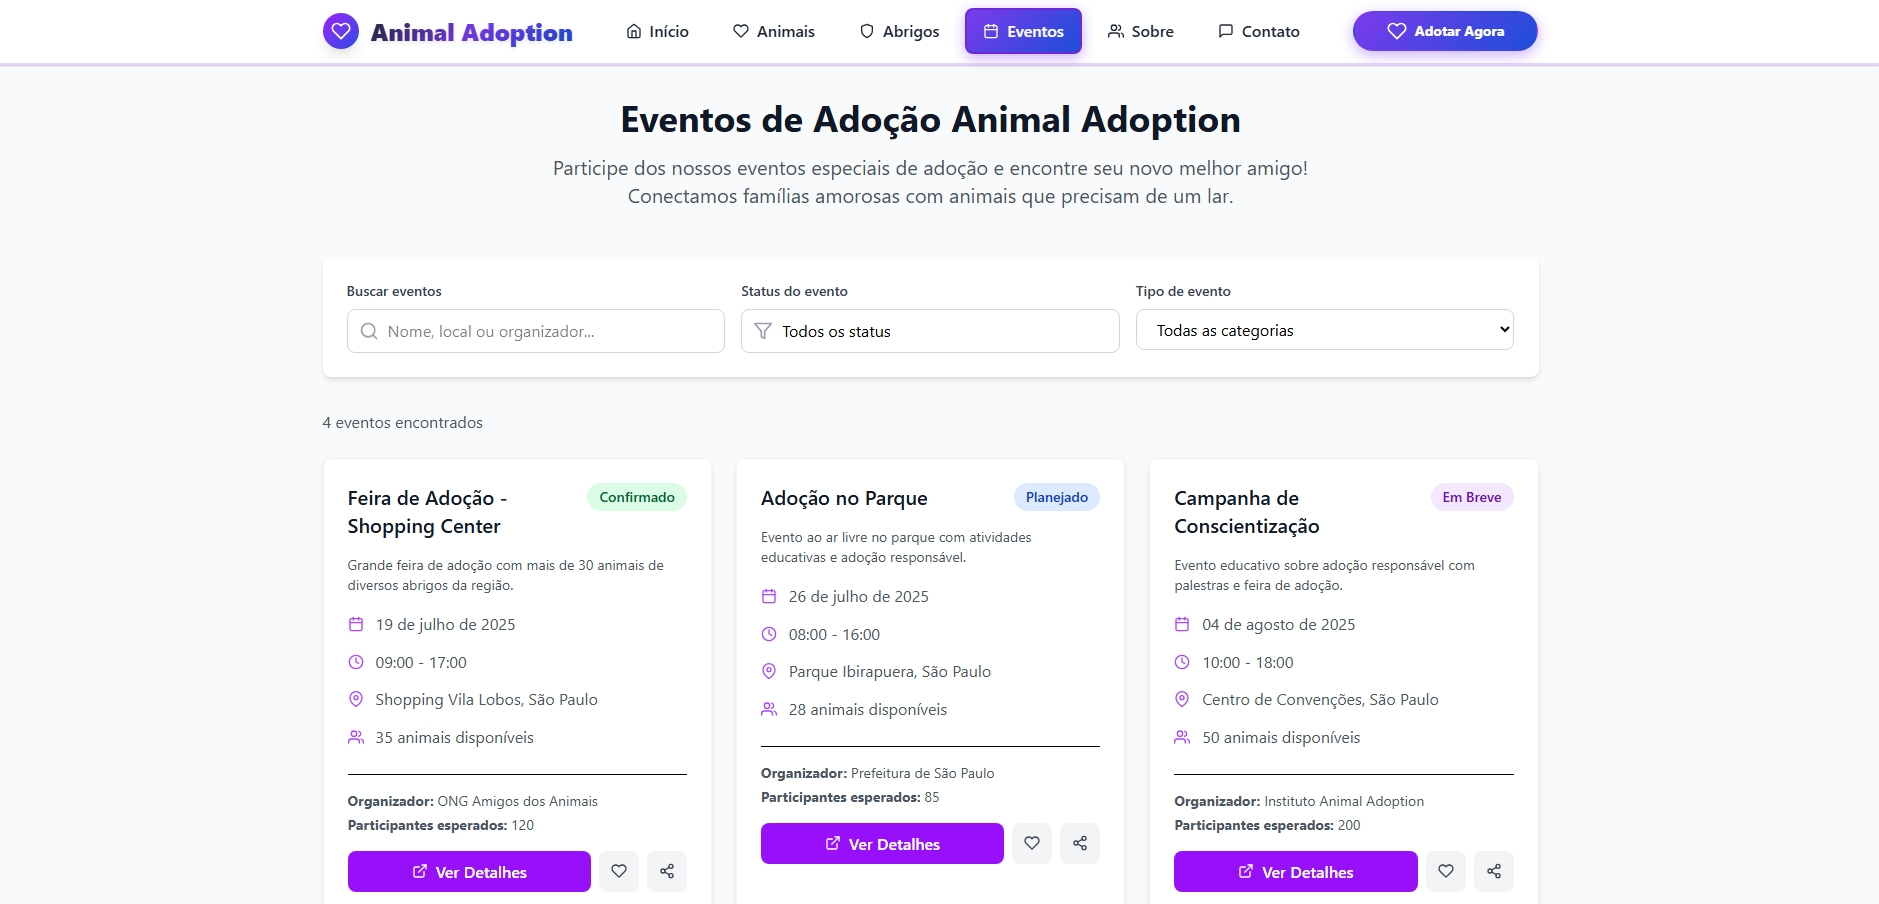 Animal Adoption
Início
Animais
Abrigos
Eventos
Sobre
Contato
Adotar Agora
Eventos de Adoção Animal Adoption
Participe dos nossos eventos especiais de adoção e encontre seu novo melhor amigo!
Conectamos famílias amorosas com animais que precisam de um lar.
Buscar eventos
Nome, local ou organizador...
Status do evento
Todos os status
Tipo de evento
Todas as categorias
4 eventos encontrados
Feira de Adoção -
Shopping Center
Confirmado
Grande feira de adoção com mais de 30 animais de
diversos abrigos da região.
19 de julho de 2025
09:00 - 17:00
Shopping Vila Lobos, São Paulo
35 animais disponíveis
Organizador: ONG Amigos dos Animais
Participantes esperados: 120
Ver Detalhes
Adoção no Parque
Planejado
Evento ao ar livre no parque com atividades
educativas e adoção responsável.
26 de julho de 2025
08:00 - 16:00
Parque Ibirapuera, São Paulo
28 animais disponíveis
Organizador: Prefeitura de São Paulo
Participantes esperados: 85
Ver Detalhes
Campanha de
Conscientização
Em Breve
Evento educativo sobre adoção responsável com
palestras e feira de adoção.
04 de agosto de 2025
10:00 - 18:00
Centro de Convenções, São Paulo
50 animais disponíveis
Organizador: Instituto Animal Adoption
Participantes esperados: 200
Ver Detalhes